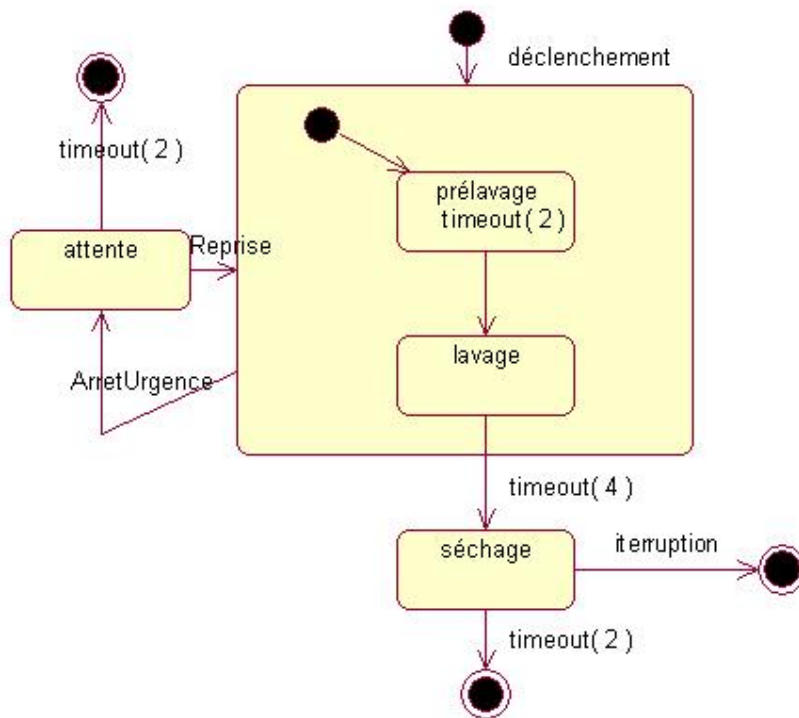 déclenchement
timeout( 2 )
prélavage
timeout( 2 )
attente
Reprise
lavage
ArretUrgence
timeout( 4 )
séchage
iterruption
timeout( 2 )